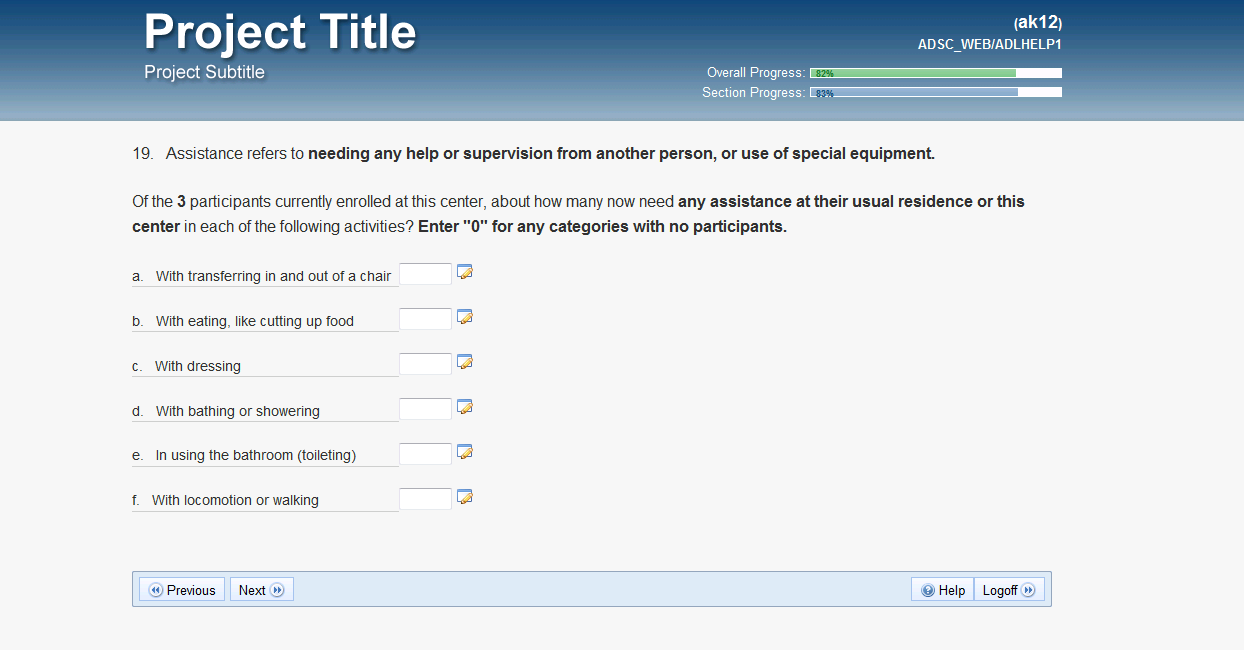 Project Title
(ak12)
ADSC_WEB/ADLHELP1
Project Subtitle
Overall Progress: 82%
Section Progress: 83%
19. Assistance refers to needing any help or supervision from another person, or use of special equipment.
Of the 3 participants currently enrolled at this center, about how many now need any assistance at their usual residence or this
center in each of the following activities? Enter "0" for any categories with no participants.
a. With transferring in and out of a chair
b. With eating, like cutting up food
c. With dressing
d. With bathing or showering
e. In using the bathroom (toileting)
f. With locomotion or walking
Previous Next Help Logoff